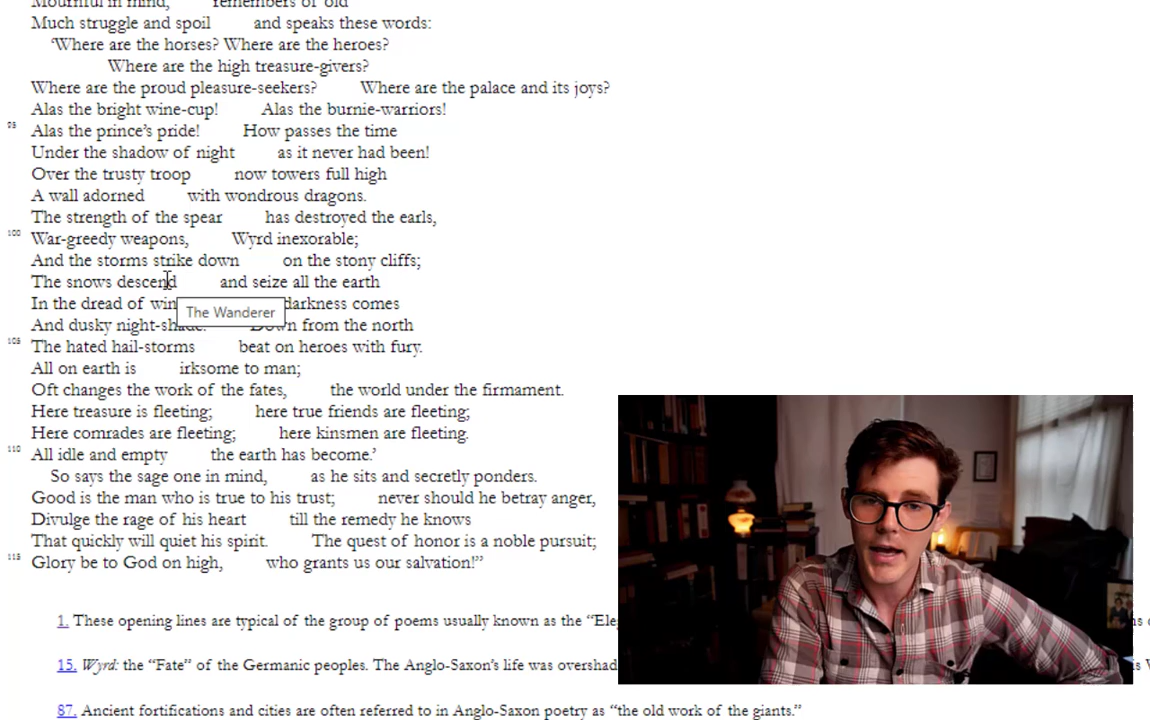 Mournful in mind, remembers of old
Much struggle and spoil and speaks these words:
‘Where are the horses? Where are the heroes?
Where are the high treasure-givers?
Where are the proud pleasure-seekers? Where are the palace and its joys?
Alas the bright wine-cup! Alas the burnie-warriors!
95 Alas the prince’s pride! How passes the time
Under the shadow of night as it never had been!
Over the trusty troop now towers full high
A wall adorned with wondrous dragons.
The strength of the spear has destroyed the earls,
100 War-greedy weapons, Wyrd inexorable;
And the storms strike down on the stony cliffs;
The snows descend and seize all the earth
In the dread of win darkness comes
The Wanderer
And dusky night-shade. Down from the north
105 The hated hail-storms beat on heroes with fury.
All on earth is irksome to man;
Oft changes the work of the fates, the world under the firmament.
Here treasure is fleeting; here true friends are fleeting;
Here comrades are fleeting; here kinsmen are fleeting.
110 All idle and empty the earth has become.’
So says the sage one in mind, as he sits and secretly ponders.
Good is the man who is true to his trust; never should he betray anger,
Divulge the rage of his heart till the remedy he knows
That quickly will quiet his spirit. The quest of honor is a noble pursuit;
115 Glory be to God on high, who grants us our salvation!”
1. These opening lines are typical of the group of poems usually known as the “Ele
15. Wyrd: the “Fate” of the Germanic peoples. The Anglo-Saxon’s life was overshad
87. Ancient fortifications and cities are often referred to in Anglo-Saxon poetry as “the old work of the giants.”